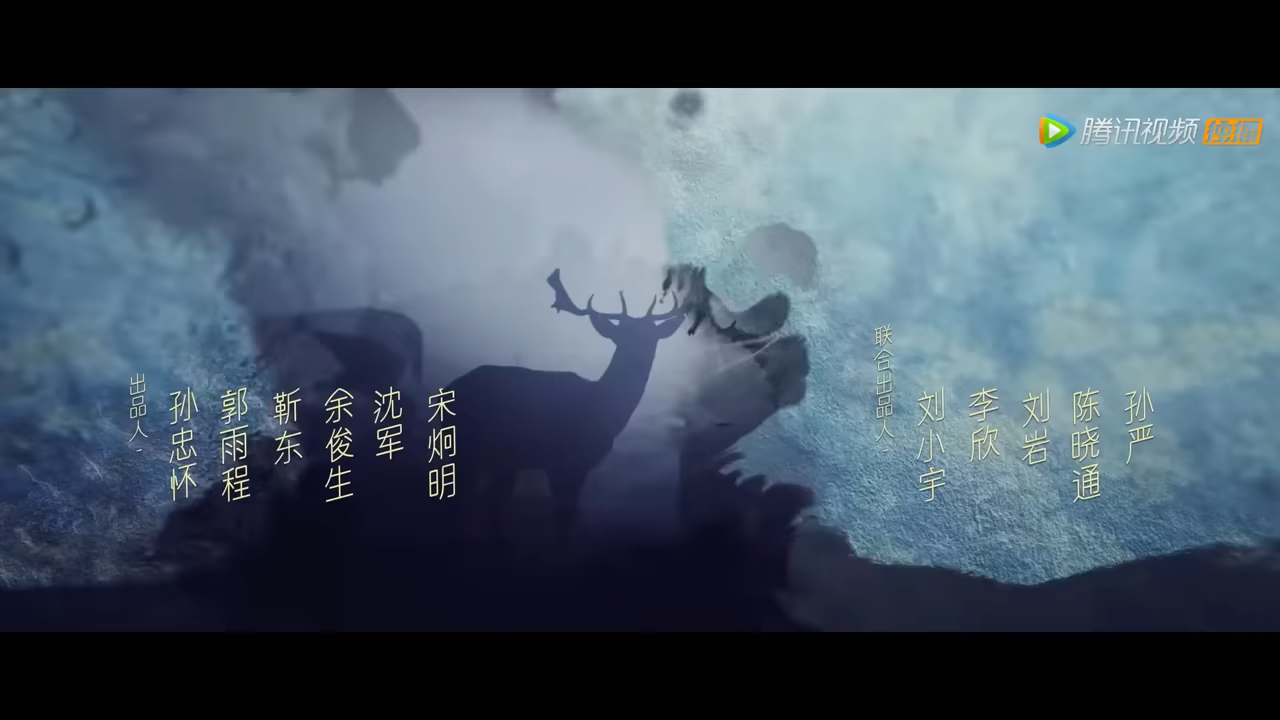 腾讯视频 独播
出品人
孙忠怀
郭雨程
靳东
余俊生
沈军
宋炯明
联合出品人
刘小宇
李欣
刘岩
陈晓通
孙严